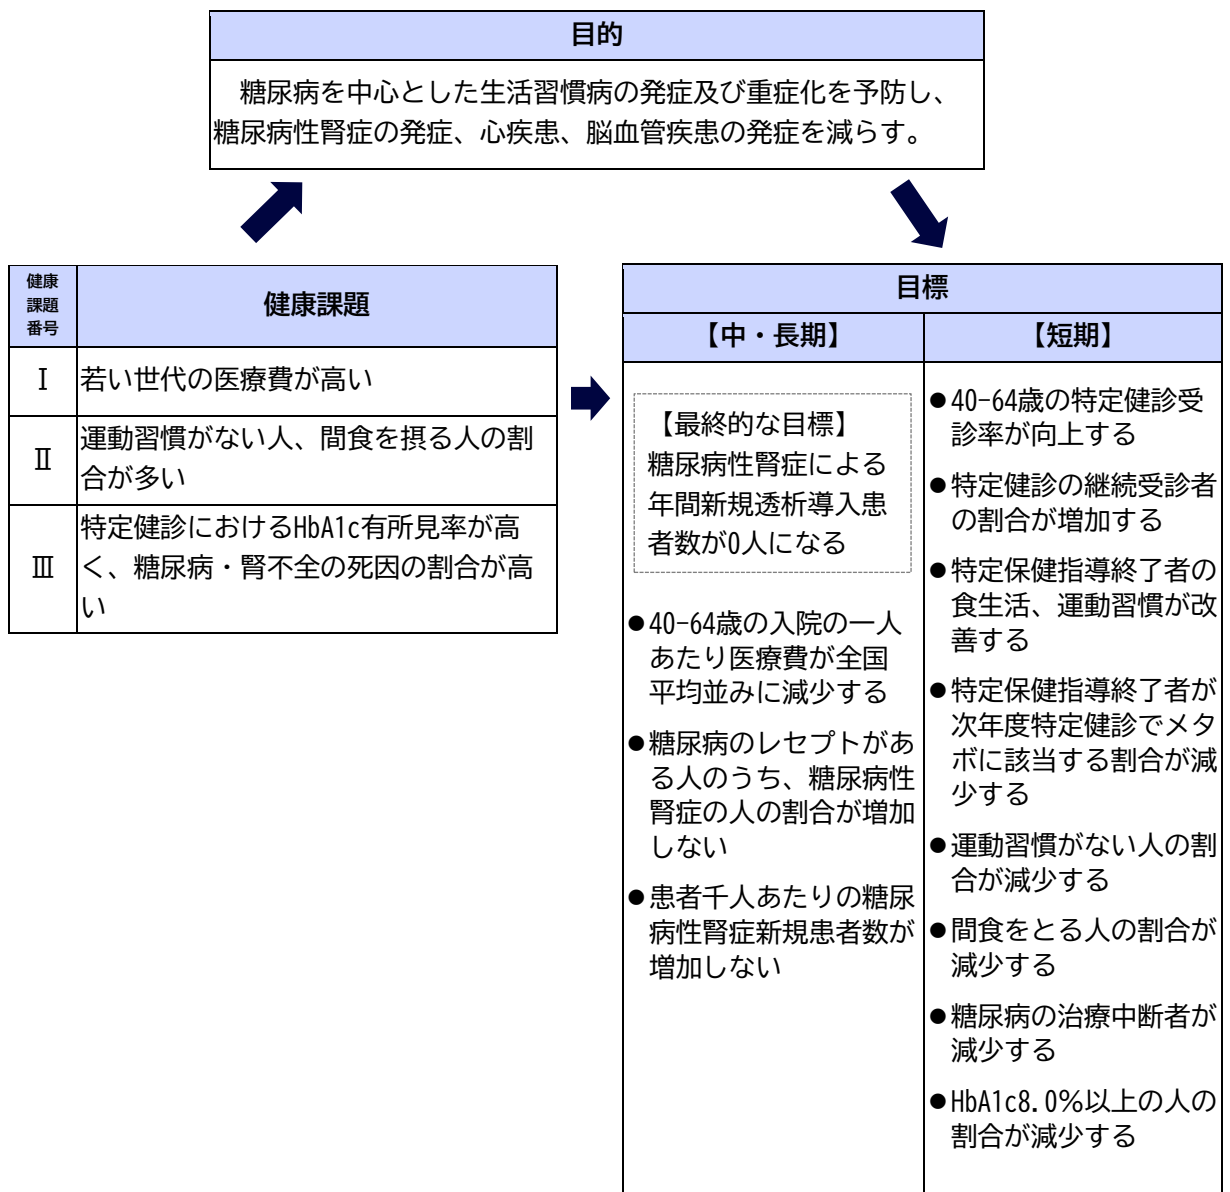 目的
糖尿病を中心とした生活習慣病の発症及び重症化を予防し、
糖尿病性腎症の発症、心疾患、脳血管疾患の発症を減らす。
健康
課題
番号
健康課題
Ⅰ
若い世代の医療費が高い
Ⅱ
運動習慣がない人、間食を摂る人の割
合が多い
Ⅲ
特定健診におけるHbA1c有所見率が高
く、糖尿病・腎不全の死因の割合が高
い
目標
【中・長期】
【最終的な目標】
糖尿病性腎症による
年間新規透析導入患
者数が0人になる
●40-64歳の入院の一人
あたり医療費が全国
平均並みに減少する
●糖尿病のレセプトがあ
る人のうち、糖尿病性
腎症の人の割合が増加
しない
●患者千人あたりの糖尿
病性腎症新規患者数が
増加しない
【短期】
●40-64歳の特定健診受
診率が向上する
●特定健診の継続受診者
の割合が増加する
●特定保健指導終了者の
食生活、運動習慣が改
善する
●特定保健指導終了者が
次年度特定健診でメタ
ボに該当する割合が減
少する
●運動習慣がない人の割
合が減少する
●間食をとる人の割合が
減少する
●糖尿病の治療中断者が
減少する
●HbA1c8.0%以上の人の
割合が減少する